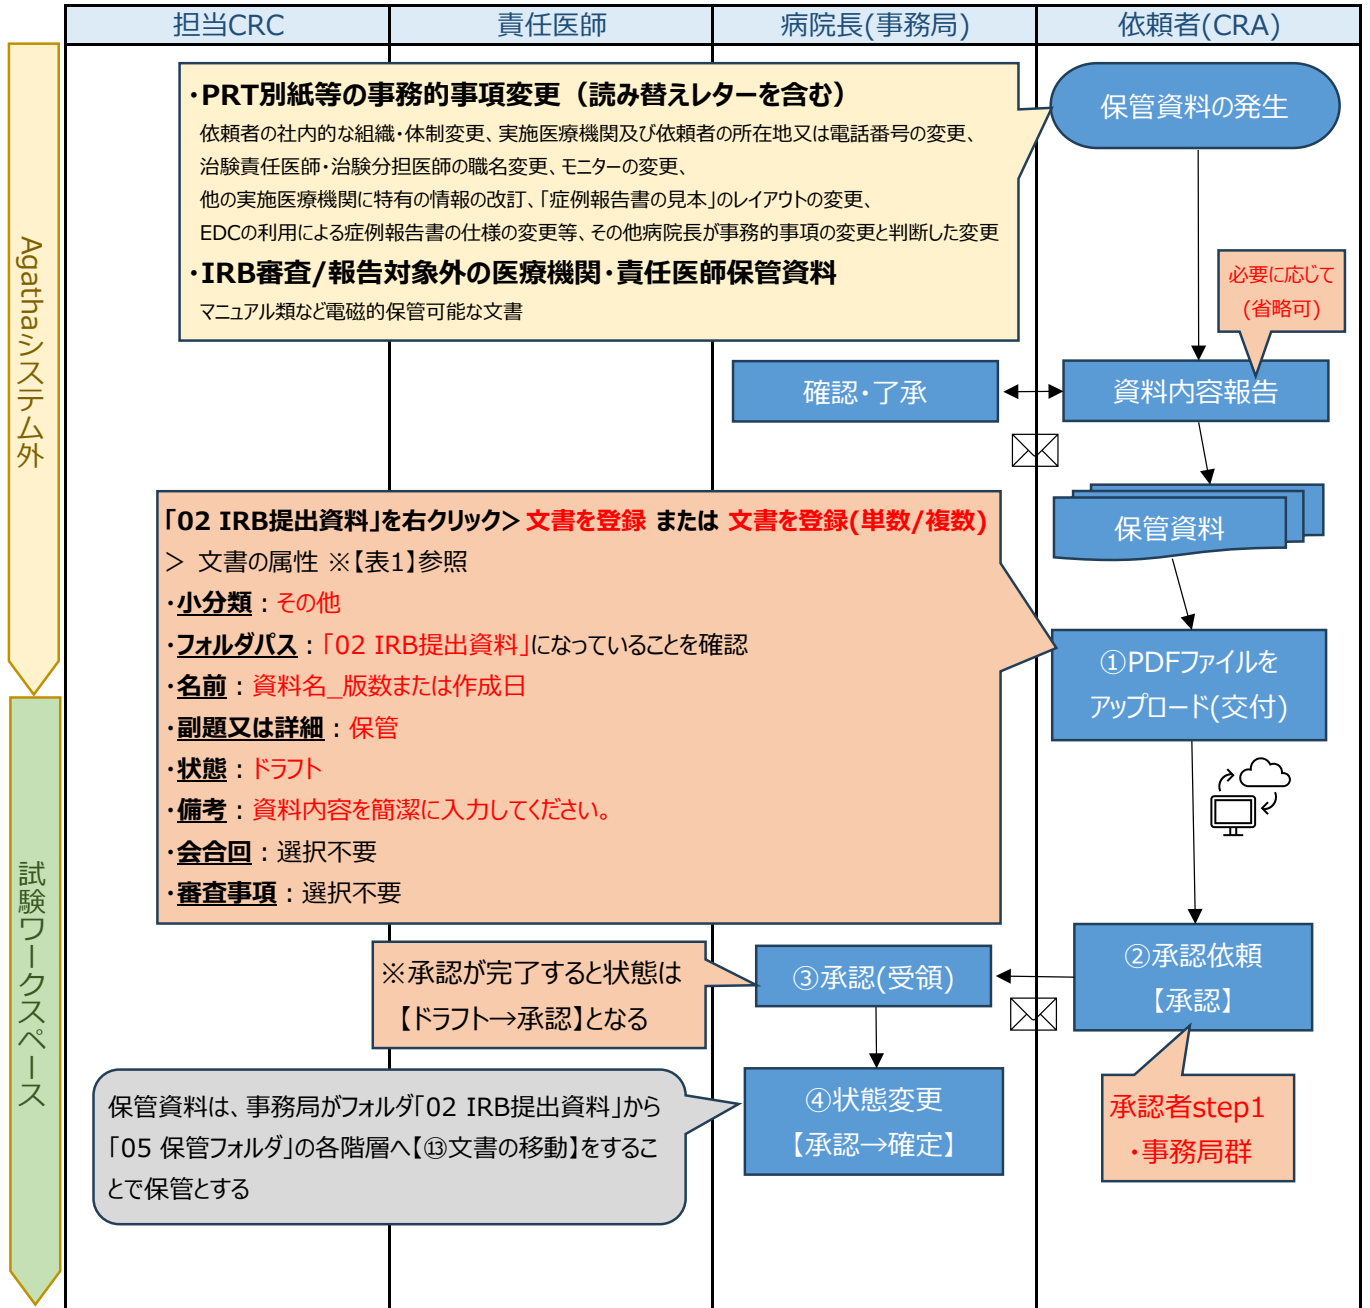 担当CRC
責任医師
病院長(事務局)
依頼者(CRA)
Agathaシステム外
試験ワークスペース
・PRT別紙等の事務的事項変更（読み替えレターを含む）
依頼者の社内的な組織・体制変更、実施医療機関及び依頼者の所在地又は電話番号の変更、
治験責任医師・治験分担医師の職名変更、モニターの変更、
他の実施医療機関に特有の情報の改訂、「症例報告書の見本」のレイアウトの変更、
EDCの利用による症例報告書の仕様の変更等、その他病院長が事務的事項の変更と判断した変更
・IRB審査/報告対象外の医療機関・責任医師保管資料
マニュアル類など電磁的保管可能な文書
保管資料の発生
必要に応じて
(省略可)
確認・了承
資料内容報告
保管資料
「02 IRB提出資料」を右クリック＞文書を登録 または 文書を登録(単数/複数)
＞ 文書の属性 ※【表1】参照
・小分類：その他
・フォルダパス：「02 IRB提出資料」になっていることを確認
・名前：資料名_版数または作成日
・副題又は詳細：保管
・状態：ドラフト
・備考：資料内容を簡潔に入力してください。
・会合回：選択不要
・審査事項：選択不要
①PDFファイルを
アップロード(交付)
※承認が完了すると状態は
【ドラフト→承認】となる
③承認(受領)
②承認依頼
【承認】
保管資料は、事務局がフォルダ「02 IRB提出資料」から
「05 保管フォルダ」の各階層へ【⑬文書の移動】をするこ
とで保管とする
④状態変更
【承認→確定】
承認者step1
・事務局群